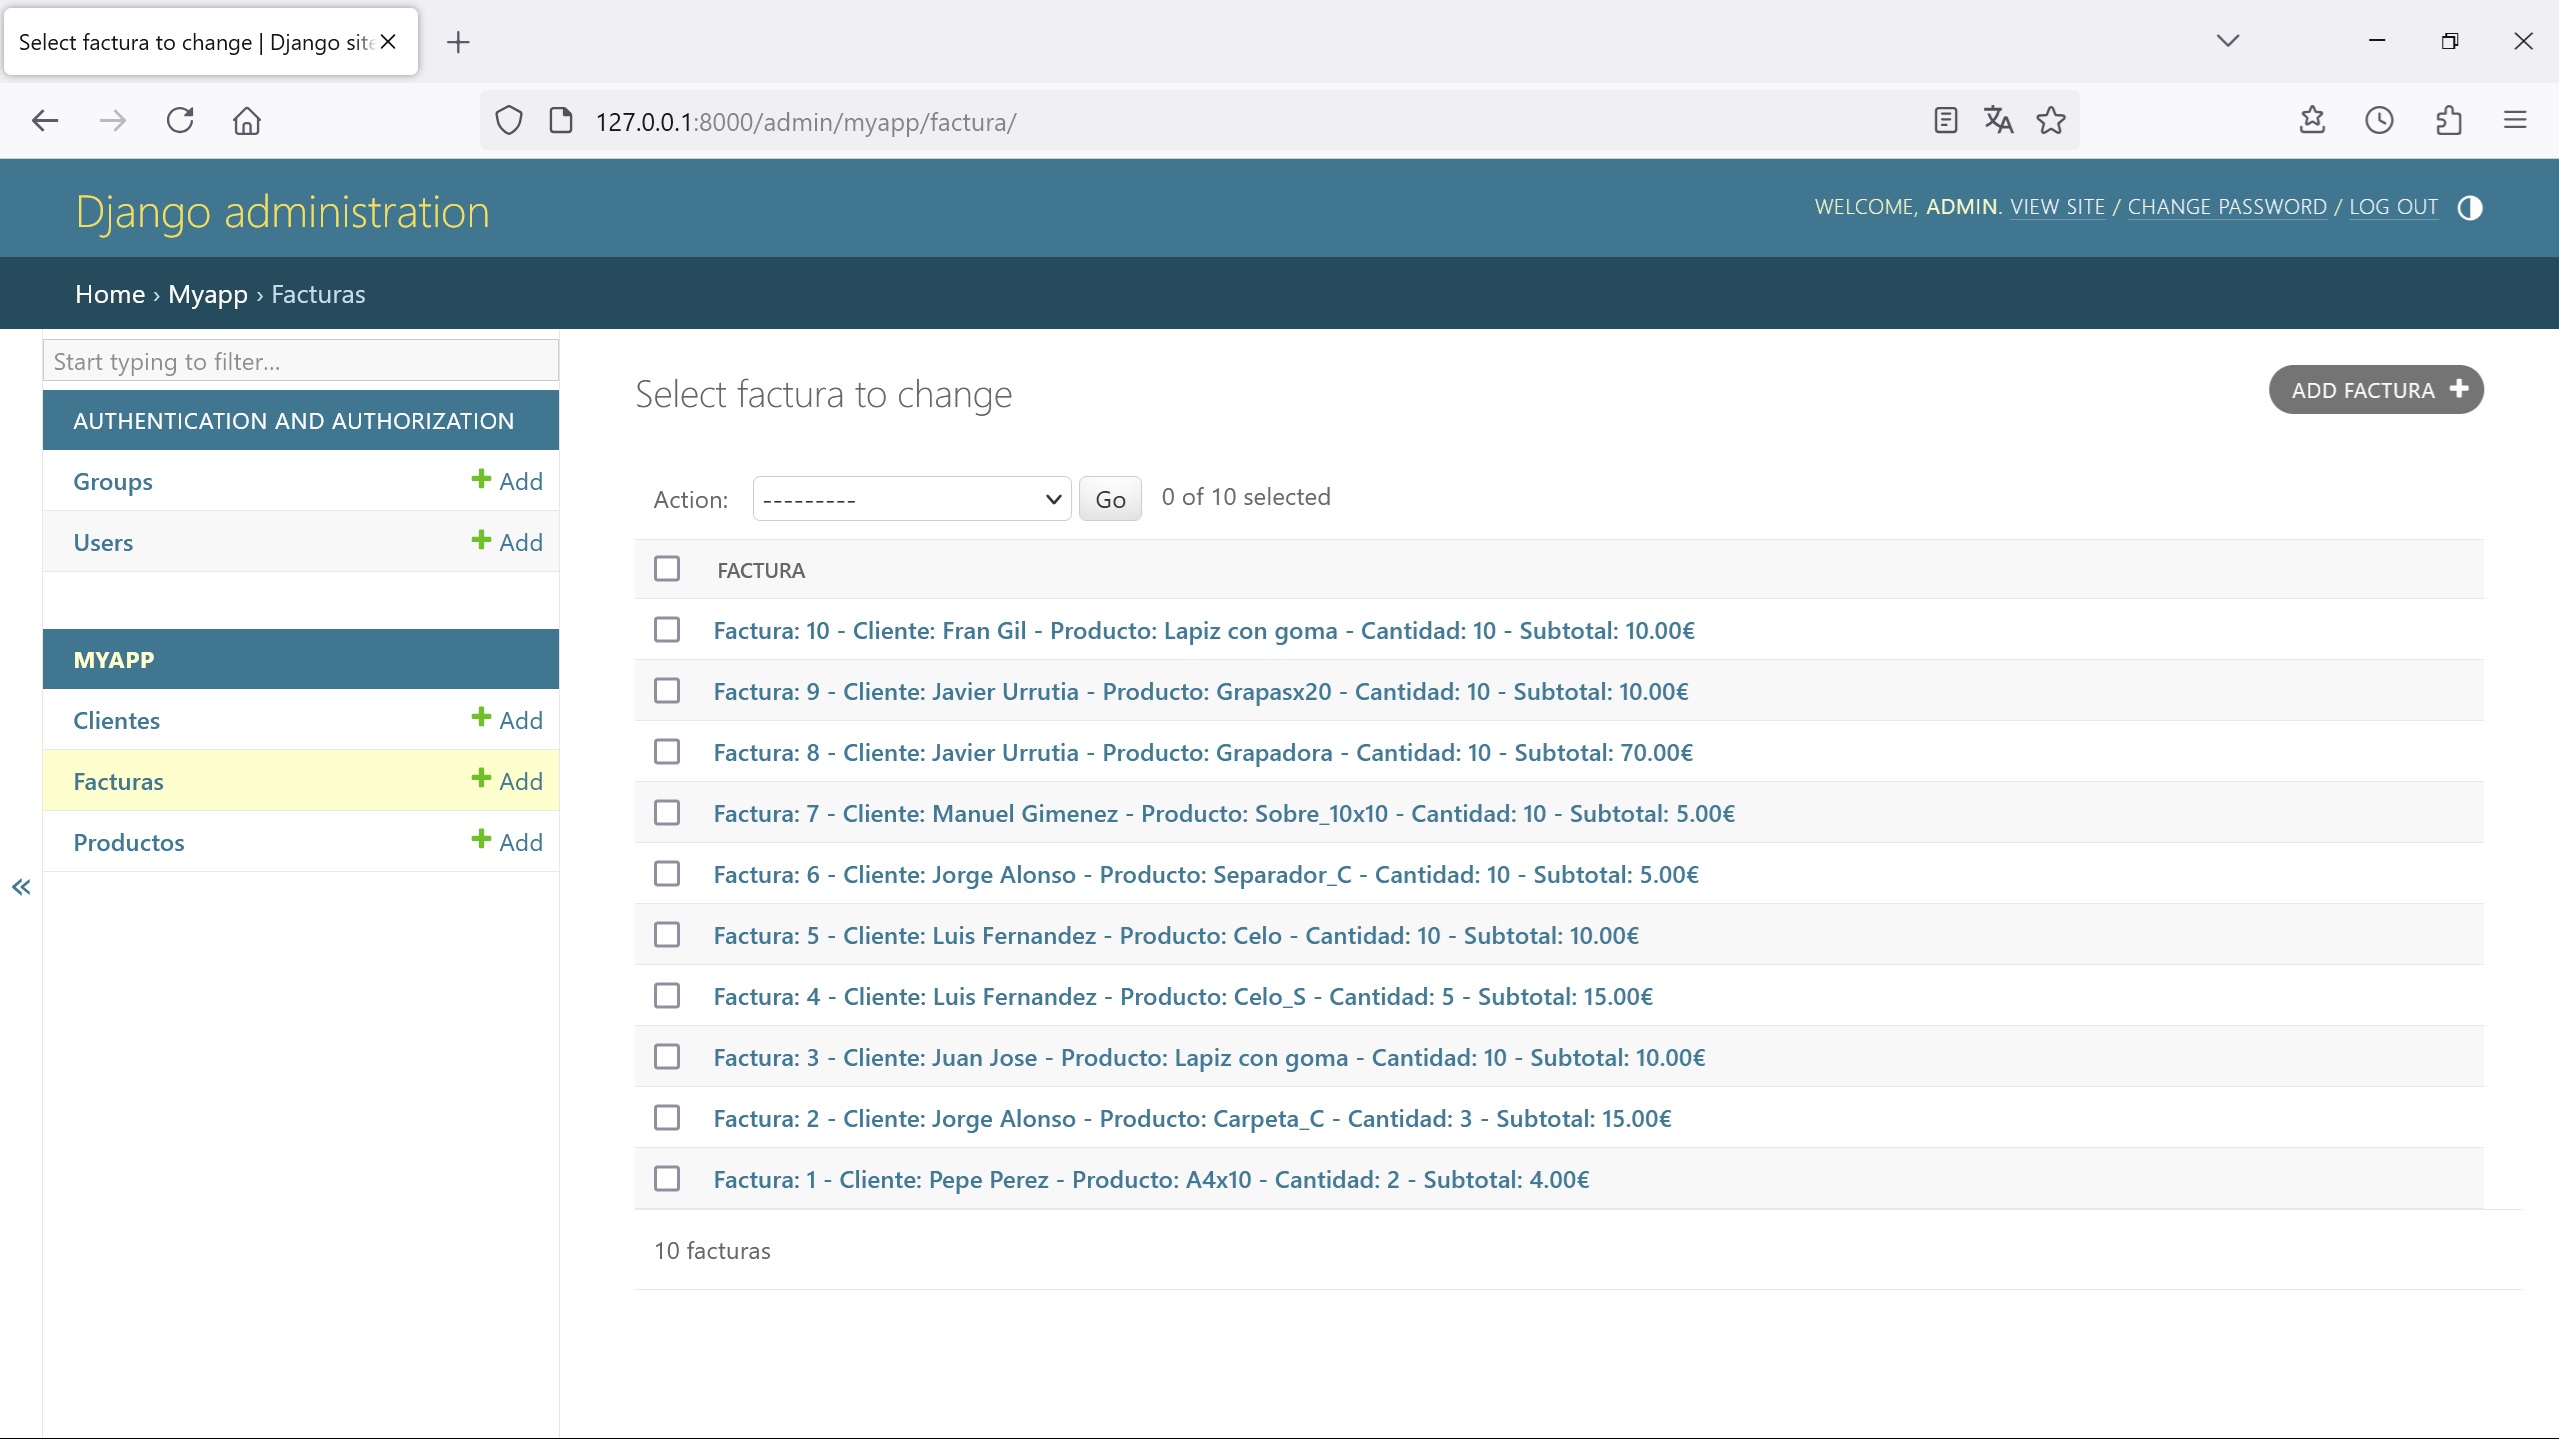 Select factura to change | Django site
127.0.0.1:8000/admin/myapp/factura/
Django administration
WELCOME, ADMIN. VIEW SITE / CHANGE PASSWORD / LOG OUT
Home › Myapp › Facturas
Start typing to filter...
AUTHENTICATION AND AUTHORIZATION
Groups + Add
Users + Add
MYAPP
Clientes + Add
Facturas + Add
Productos + Add
«
Select factura to change
ADD FACTURA +
Action: --------- Go 0 of 10 selected
FACTURA
Factura: 10 - Cliente: Fran Gil - Producto: Lapiz con goma - Cantidad: 10 - Subtotal: 10.00€
Factura: 9 - Cliente: Javier Urrutia - Producto: Grapasx20 - Cantidad: 10 - Subtotal: 10.00€
Factura: 8 - Cliente: Javier Urrutia - Producto: Grapadora - Cantidad: 10 - Subtotal: 70.00€
Factura: 7 - Cliente: Manuel Gimenez - Producto: Sobre_10x10 - Cantidad: 10 - Subtotal: 5.00€
Factura: 6 - Cliente: Jorge Alonso - Producto: Separador_C - Cantidad: 10 - Subtotal: 5.00€
Factura: 5 - Cliente: Luis Fernandez - Producto: Celo - Cantidad: 10 - Subtotal: 10.00€
Factura: 4 - Cliente: Luis Fernandez - Producto: Celo_S - Cantidad: 5 - Subtotal: 15.00€
Factura: 3 - Cliente: Juan Jose - Producto: Lapiz con goma - Cantidad: 10 - Subtotal: 10.00€
Factura: 2 - Cliente: Jorge Alonso - Producto: Carpeta_C - Cantidad: 3 - Subtotal: 15.00€
Factura: 1 - Cliente: Pepe Perez - Producto: A4x10 - Cantidad: 2 - Subtotal: 4.00€
10 facturas